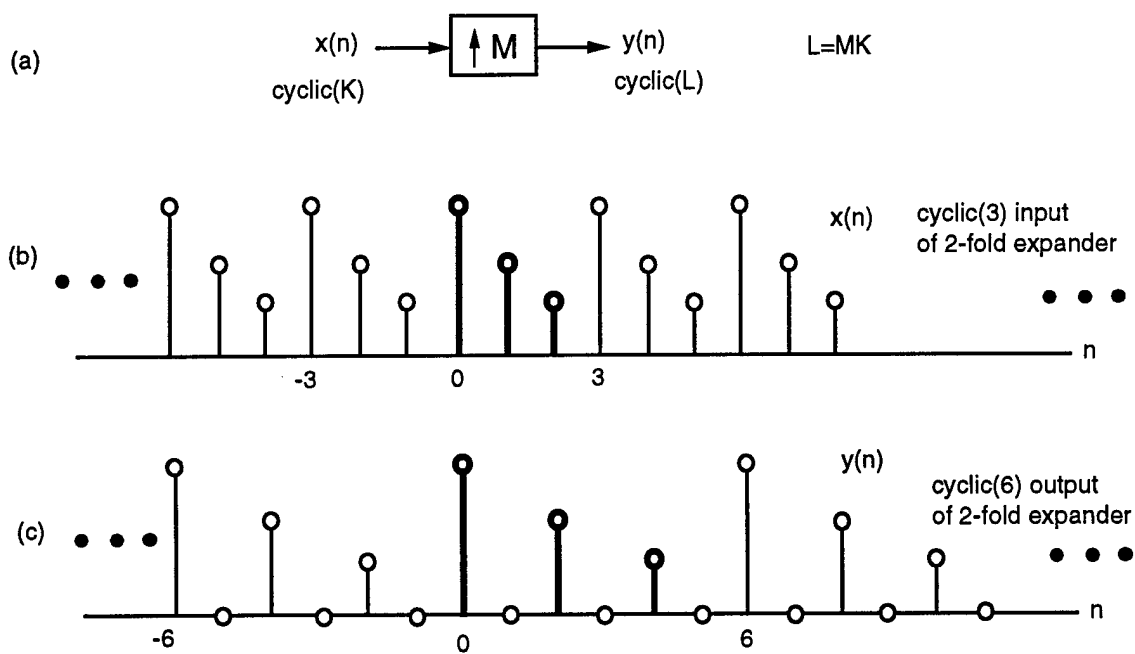 (a)
x(n) ↑ M y(n) L=MK
cyclic(K) cyclic(L)
(b)
x(n)
cyclic(3) input
of 2-fold expander
-3 0 3 n
(c)
y(n)
cyclic(6) output
of 2-fold expander
-6 0 6 n